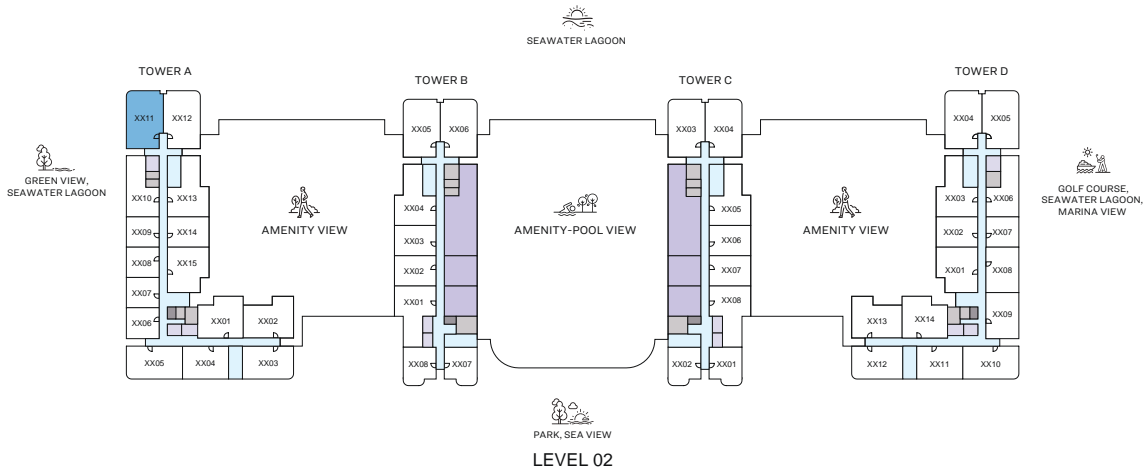 SEAWATER LAGOON
TOWER A
TOWER B
TOWER C
TOWER D
XX11
XX12
XX05
XX06
XX03
XX04
XX04
XX05
GREEN VIEW,
SEAWATER LAGOON
GOLF COURSE,
SEAWATER LAGOON,
MARINA VIEW
XX10
XX13
XX04
XX05
XX03
XX06
AMENITY VIEW
AMENITY-POOL VIEW
AMENITY VIEW
XX09
XX14
XX03
XX06
XX02
XX07
XX08
XX15
XX02
XX07
XX01
XX08
XX07
XX01
XX08
XX06
XX01
XX02
XX13
XX14
XX09
XX05
XX04
XX03
XX08
XX07
XX02
XX01
XX12
XX11
XX10
PARK, SEA VIEW
LEVEL 02